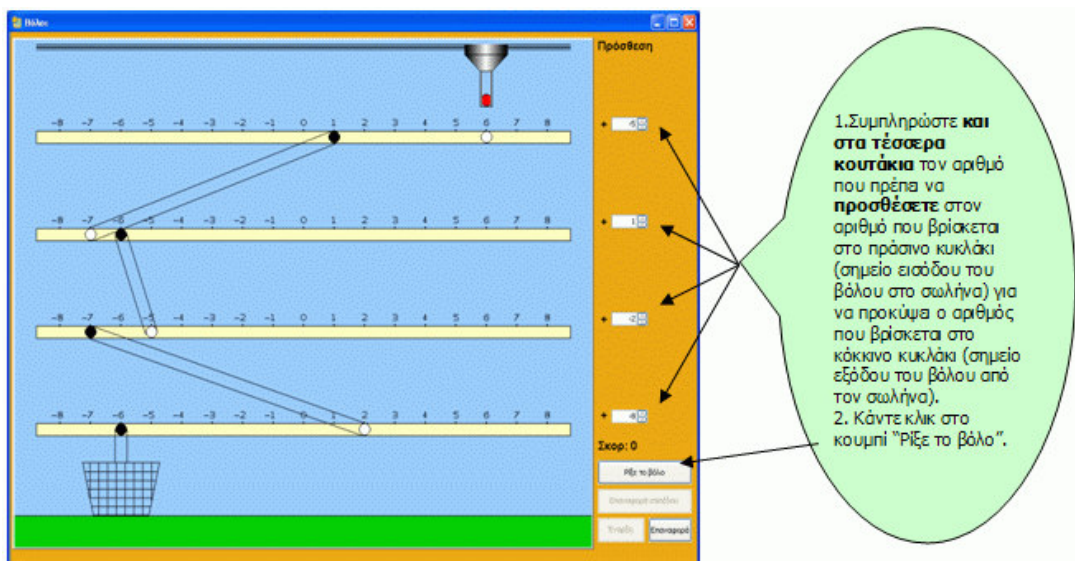 Βόλοι
Πρόσθεση
-8 -7 -6 -5 -4 -3 -2 -1 0 1 2 3 4 5 6 7 8
+ -5
-8 -7 -6 -5 -4 -3 -2 -1 0 1 2 3 4 5 6 7 8
+ 1
-8 -7 -6 -5 -4 -3 -2 -1 0 1 2 3 4 5 6 7 8
+ -2
-8 -7 -6 -5 -4 -3 -2 -1 0 1 2 3 4 5 6 7 8
+ -8
Σκορ: 0
Ρίξε το βόλο
Επαναφορά επιπέδου
Έναρξη
Επαναφορά
1.Συμπληρώστε και
στα τέσσερα
κουτάκια τον αριθμό
που πρέπει να
προσθέσετε στον
αριθμό που βρίσκεται
στο πράσινο κυκλάκι
(σημείο εισόδου του
βόλου στο σωλήνα) για
να προκύψει ο αριθμός
που βρίσκεται στο
κόκκινο κυκλάκι (σημείο
εξόδου του βόλου από
τον σωλήνα).
2. Κάντε κλικ στο
κουμπί "Ρίξε το βόλο".